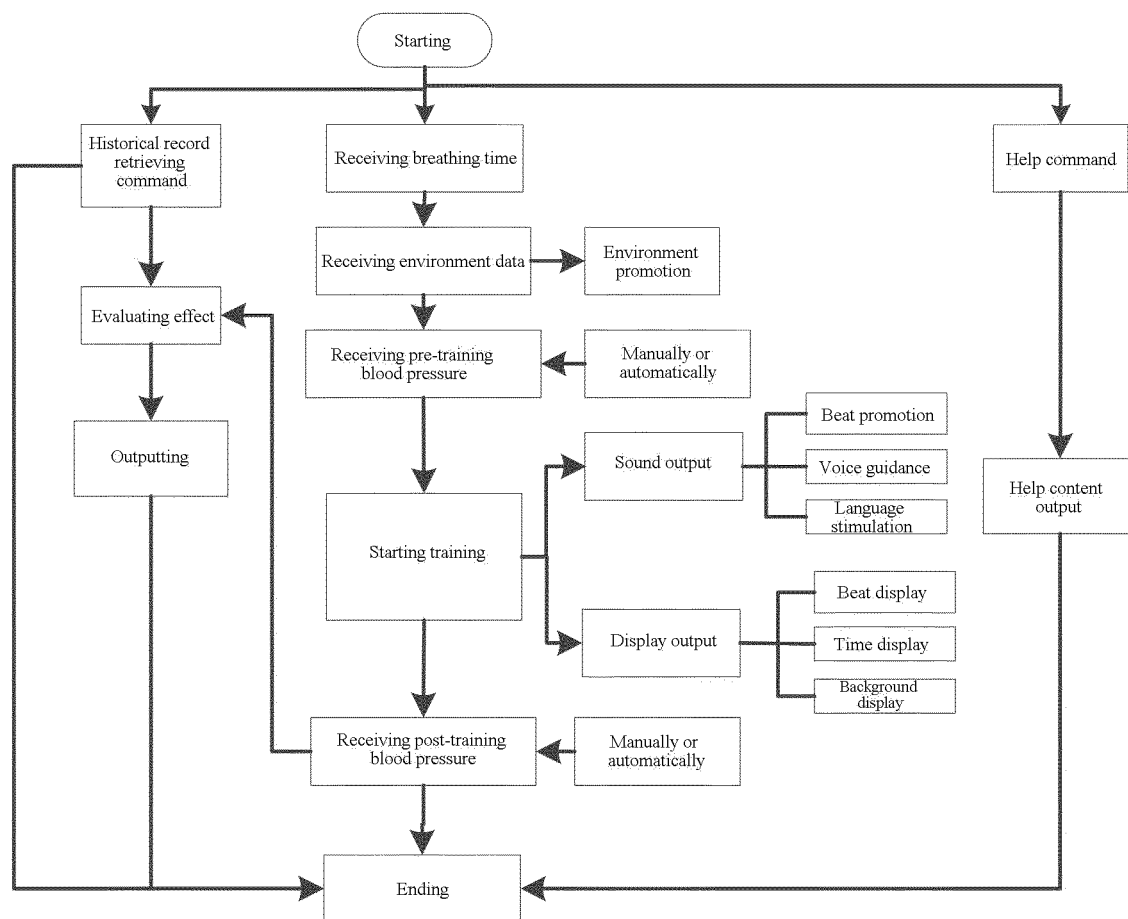 Starting
Historical record
retrieving
command
Receiving breathing time
Help command
Receiving environment data
Environment
promotion
Evaluating effect
Receiving pre-training
blood pressure
Manually or
automatically
Outputting
Sound output
Beat promotion
Voice guidance
Language
stimulation
Help content
output
Starting training
Display output
Beat display
Time display
Background
display
Receiving post-training
blood pressure
Manually or
automatically
Ending